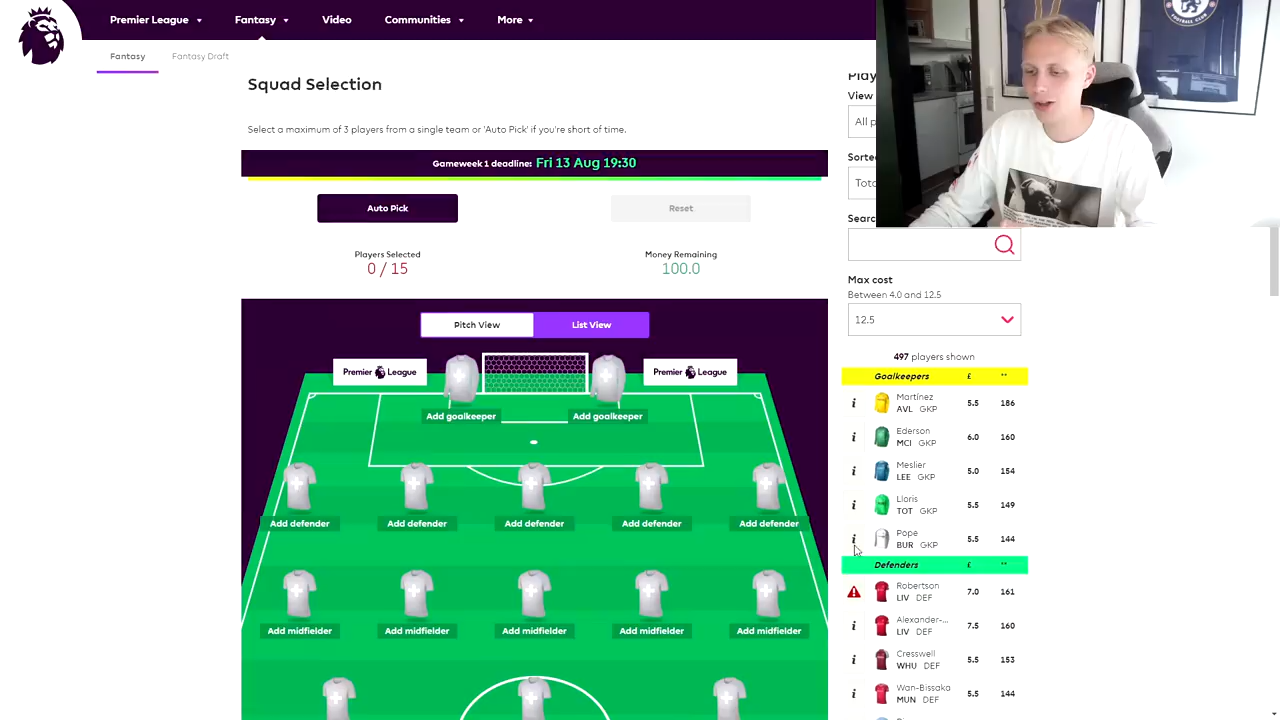 Premier League Fantasy Video Communities More
Fantasy Fantasy Draft
Squad Selection
Select a maximum of 3 players from a single team or 'Auto Pick' if you're short of time.
Gameweek 1 deadline: Fri 13 Aug 19:30
Auto Pick Reset
Players Selected Money Remaining
0 / 15 100.0
Pitch View List View
Premier League Premier League
Add goalkeeper Add goalkeeper
Add defender Add defender Add defender Add defender Add defender
Add midfielder Add midfielder Add midfielder Add midfielder Add midfielder
View
All p
Sorte
Tota
Searc
Max cost
Between 4.0 and 12.5
12.5
497 players shown
Goalkeepers £ **
i Martínez 5.5 186
AVL GKP
i Ederson 6.0 160
MCI GKP
i Meslier 5.0 154
LEE GKP
i Lloris 5.5 149
TOT GKP
i Pope 5.5 144
BUR GKP
Defenders £ **
Robertson 7.0 161
LIV DEF
i Alexander-... 7.5 160
LIV DEF
i Cresswell 5.5 153
WHU DEF
i Wan-Bissaka 5.5 144
MUN DEF